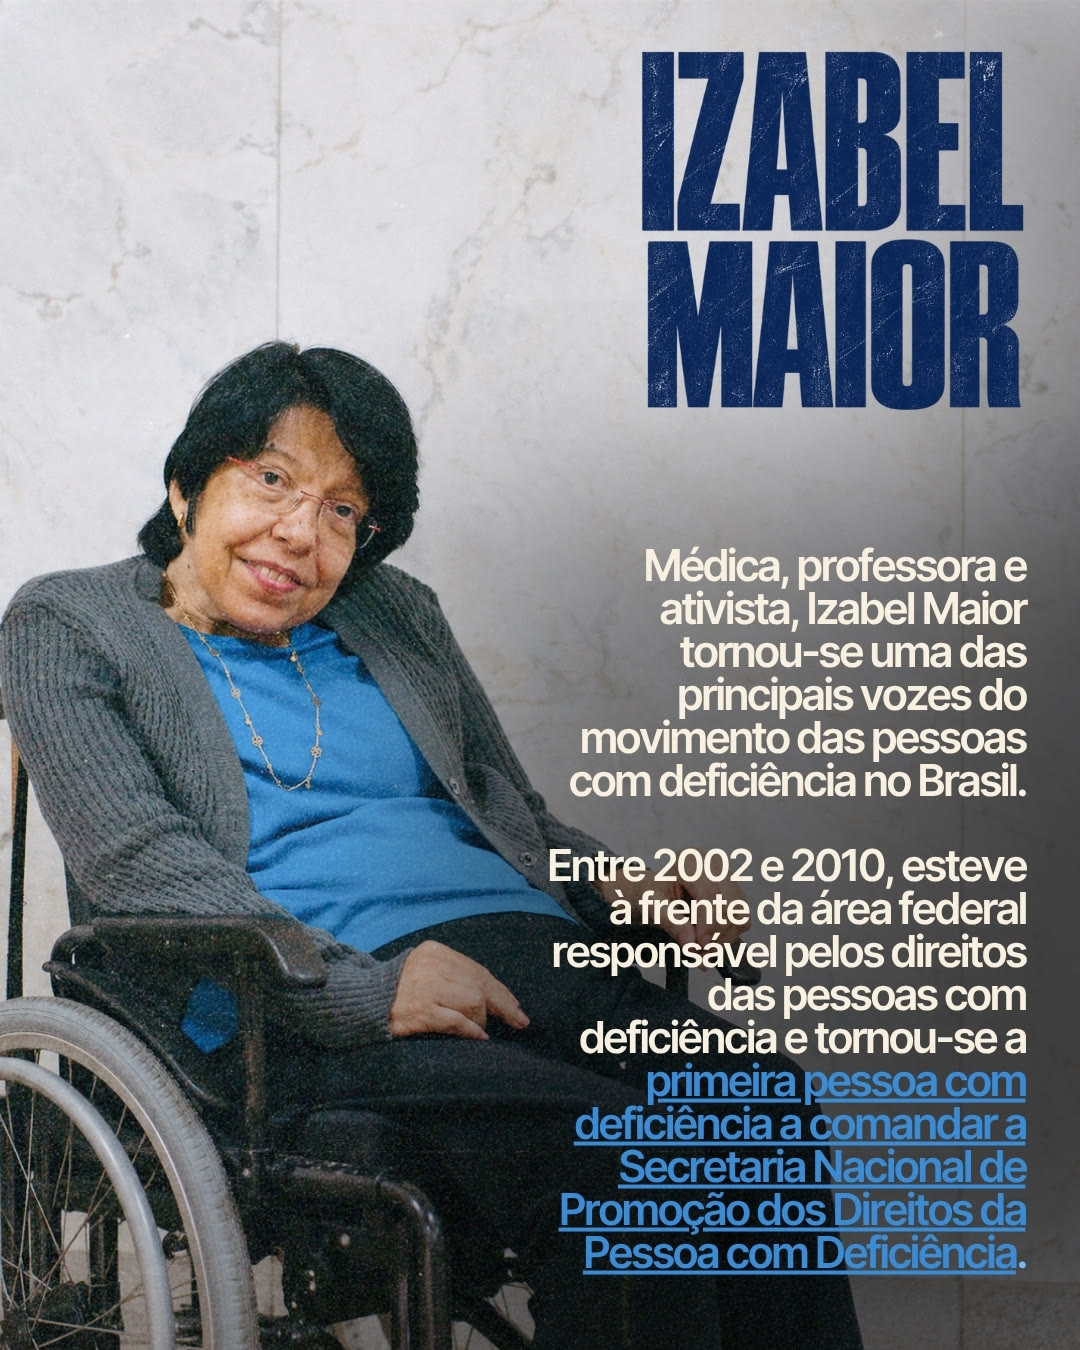 IZABEL
MAIOR
Médica, professora e
ativista, Izabel Maior
tornou-se uma das
principais vozes do
movimento das pessoas
com deficiência no Brasil.
Entre 2002 e 2010, esteve
à frente da área federal
responsável pelos direitos
das pessoas com
deficiência e tornou-se a
primeira pessoa com
deficiência a comandar a
Secretaria Nacional de
Promoção dos Direitos da
Pessoa com Deficiência.